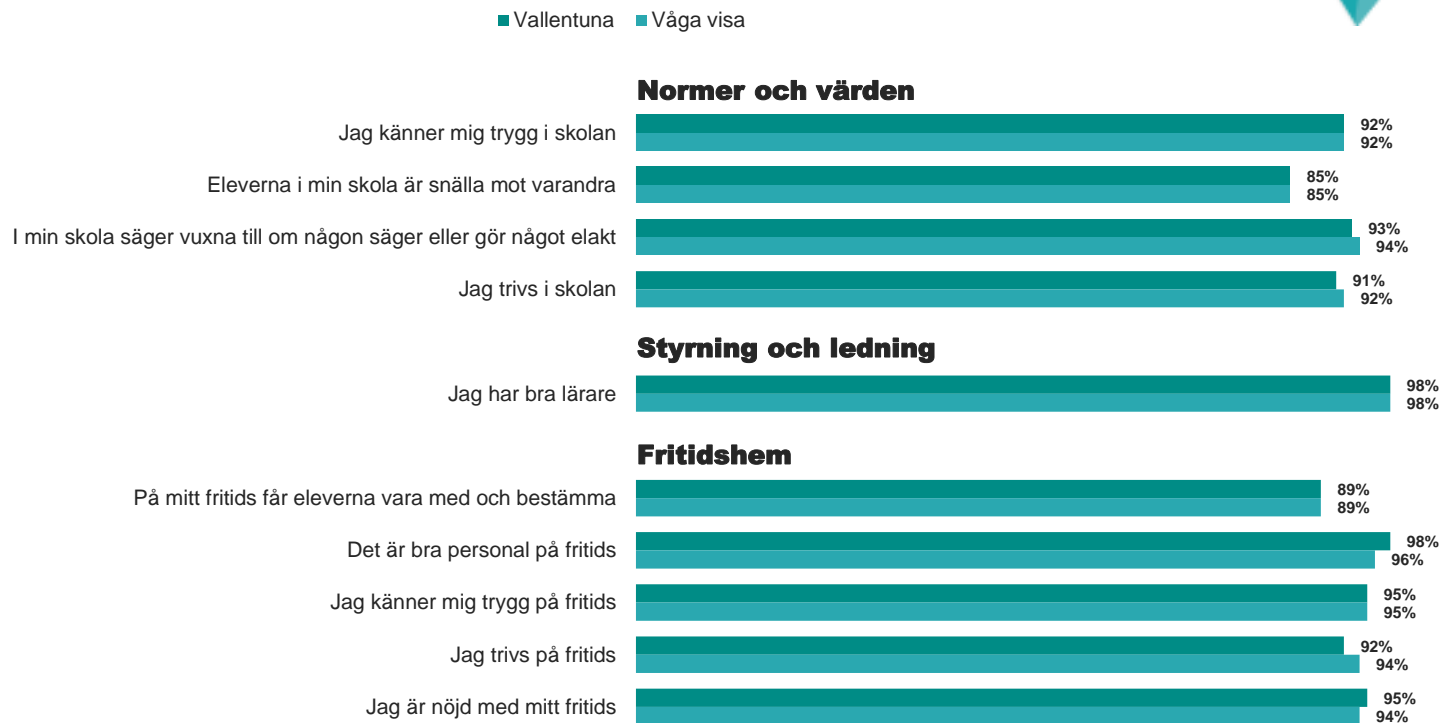 Vallentuna Våga visa
Normer och värden
Jag känner mig trygg i skolan
92%
92%
Eleverna i min skola är snälla mot varandra
85%
85%
I min skola säger vuxna till om någon säger eller gör något elakt
93%
94%
Jag trivs i skolan
91%
92%
Styrning och ledning
Jag har bra lärare
98%
98%
Fritidshem
På mitt fritids får eleverna vara med och bestämma
89%
89%
Det är bra personal på fritids
98%
96%
Jag känner mig trygg på fritids
95%
95%
Jag trivs på fritids
92%
94%
Jag är nöjd med mitt fritids
95%
94%